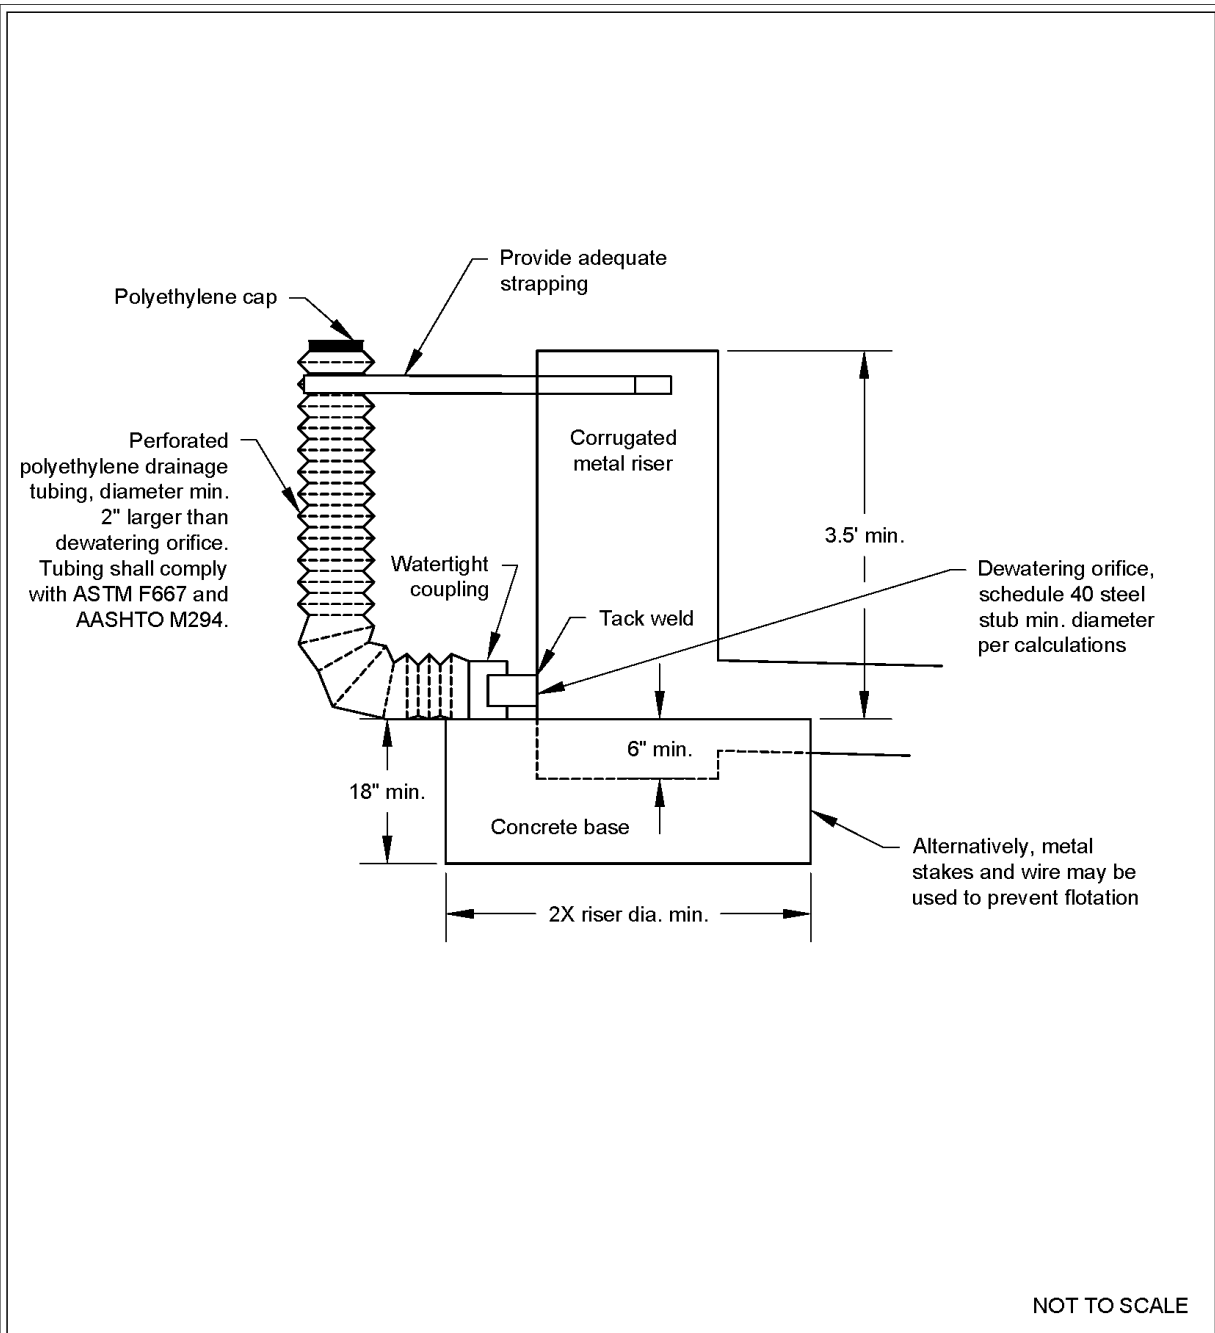 Provide adequate
strapping
Polyethylene cap
Corrugated
metal riser
Perforated
polyethylene drainage
tubing, diameter min.
2" larger than
dewatering orifice.
Tubing shall comply
with ASTM F667 and
AASHTO M294.
3.5' min.
Watertight
coupling
Dewatering orifice,
schedule 40 steel
stub min. diameter
per calculations
Tack weld
6" min.
18" min.
Concrete base
Alternatively, metal
stakes and wire may be
used to prevent flotation
2X riser dia. min.
NOT TO SCALE